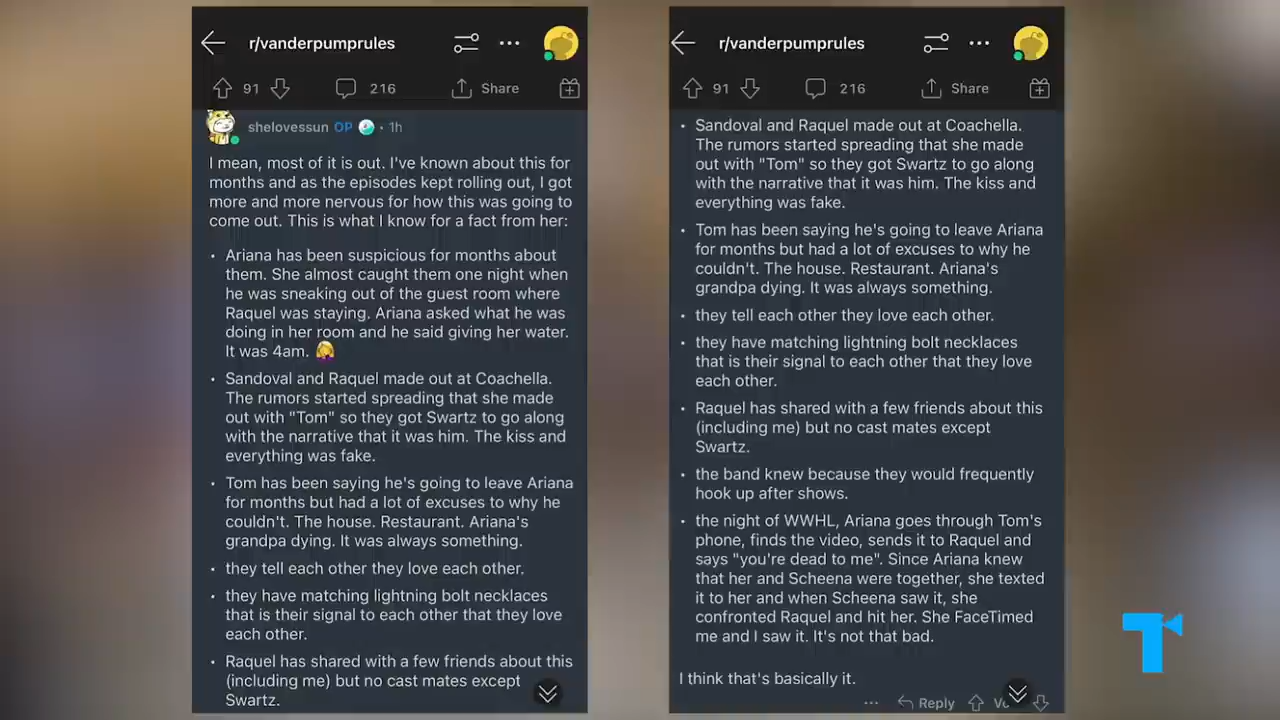 r/vanderpumprules
91
216
Share
shelovessun OP • 1h
I mean, most of it is out. I've known about this for
months and as the episodes kept rolling out, I got
more and more nervous for how this was going to
come out. This is what I know for a fact from her:
• Ariana has been suspicious for months about
them. She almost caught them one night when
he was sneaking out of the guest room where
Raquel was staying. Ariana asked what he was
doing in her room and he said giving her water.
It was 4am. 🤦‍♀️
• Sandoval and Raquel made out at Coachella.
The rumors started spreading that she made
out with "Tom" so they got Swartz to go along
with the narrative that it was him. The kiss and
everything was fake.
• Tom has been saying he's going to leave Ariana
for months but had a lot of excuses to why he
couldn't. The house. Restaurant. Ariana's
grandpa dying. It was always something.
• they tell each other they love each other.
• they have matching lightning bolt necklaces
that is their signal to each other that they love
each other.
• Raquel has shared with a few friends about this
(including me) but no cast mates except
Swartz.
r/vanderpumprules
91
216
Share
• Sandoval and Raquel made out at Coachella.
The rumors started spreading that she made
out with "Tom" so they got Swartz to go along
with the narrative that it was him. The kiss and
everything was fake.
• Tom has been saying he's going to leave Ariana
for months but had a lot of excuses to why he
couldn't. The house. Restaurant. Ariana's
grandpa dying. It was always something.
• they tell each other they love each other.
• they have matching lightning bolt necklaces
that is their signal to each other that they love
each other.
• Raquel has shared with a few friends about this
(including me) but no cast mates except
Swartz.
• the band knew because they would frequently
hook up after shows.
• the night of WWHL, Ariana goes through Tom's
phone, finds the video, sends it to Raquel and
says "you're dead to me". Since Ariana knew
that her and Scheena were together, she texted
it to her and when Scheena saw it, she
confronted Raquel and hit her. She FaceTimed
me and I saw it. It's not that bad.
I think that's basically it.
Reply
T